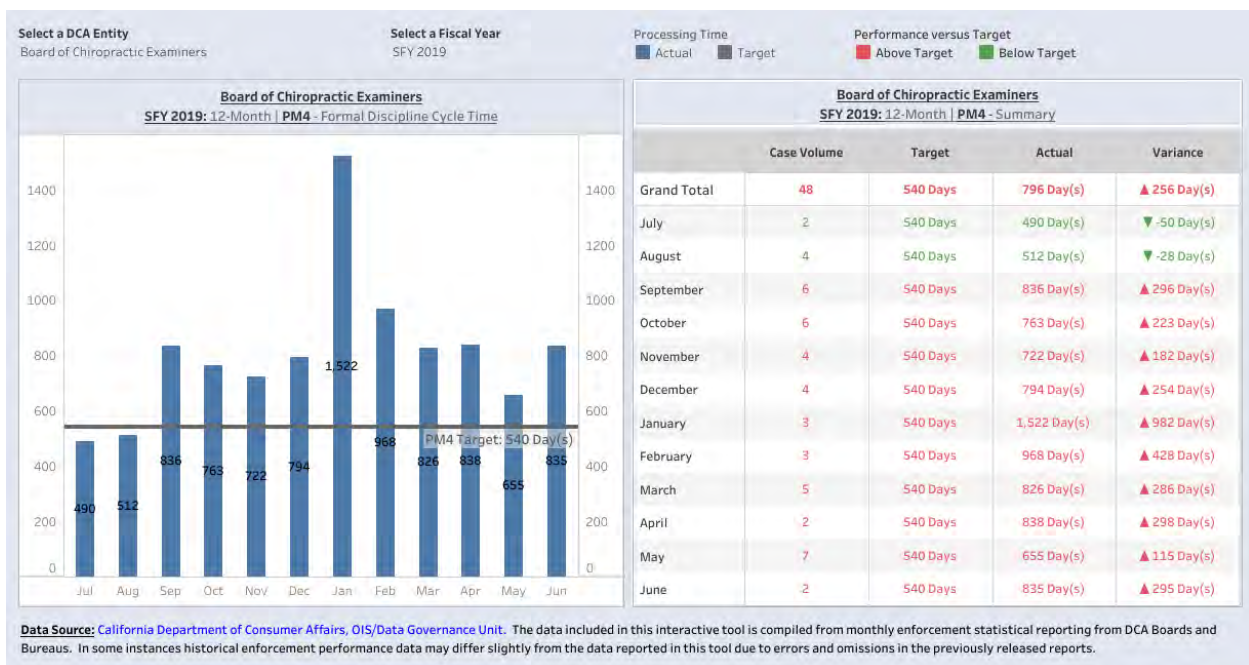 Select a DCA Entity
Board of Chiropractic Examiners
Select a Fiscal Year
SFY 2019
Processing Time
Actual Target
Performance versus Target
Above Target Below Target
Board of Chiropractic Examiners
SFY 2019: 12-Month | PM4 - Formal Discipline Cycle Time
1400 1400
1200 1200
1000 1000
800 800
600 600
400 400
200 200
0 0
PM4 Target: 540 Day(s)
490 512 836 763 722 794 1,522 968 826 838 655 835
Jul Aug Sep Oct Nov Dec Jan Feb Mar Apr May Jun
Board of Chiropractic Examiners
SFY 2019: 12-Month | PM4 - Summary
Case Volume Target Actual Variance
Grand Total 48 540 Days 796 Day(s) ▲ 256 Day(s)
July 2 540 Days 490 Day(s) ▼ -50 Day(s)
August 4 540 Days 512 Day(s) ▼ -28 Day(s)
September 6 540 Days 836 Day(s) ▲ 296 Day(s)
October 6 540 Days 763 Day(s) ▲ 223 Day(s)
November 4 540 Days 722 Day(s) ▲ 182 Day(s)
December 4 540 Days 794 Day(s) ▲ 254 Day(s)
January 3 540 Days 1,522 Day(s) ▲ 982 Day(s)
February 3 540 Days 968 Day(s) ▲ 428 Day(s)
March 5 540 Days 826 Day(s) ▲ 286 Day(s)
April 2 540 Days 838 Day(s) ▲ 298 Day(s)
May 7 540 Days 655 Day(s) ▲ 115 Day(s)
June 2 540 Days 835 Day(s) ▲ 295 Day(s)
Data Source: California Department of Consumer Affairs, OIS/Data Governance Unit. The data included in this interactive tool is compiled from monthly enforcement statistical reporting from DCA Boards and
Bureaus. In some instances historical enforcement performance data may differ slightly from the data reported in this tool due to errors and omissions in the previously released reports.